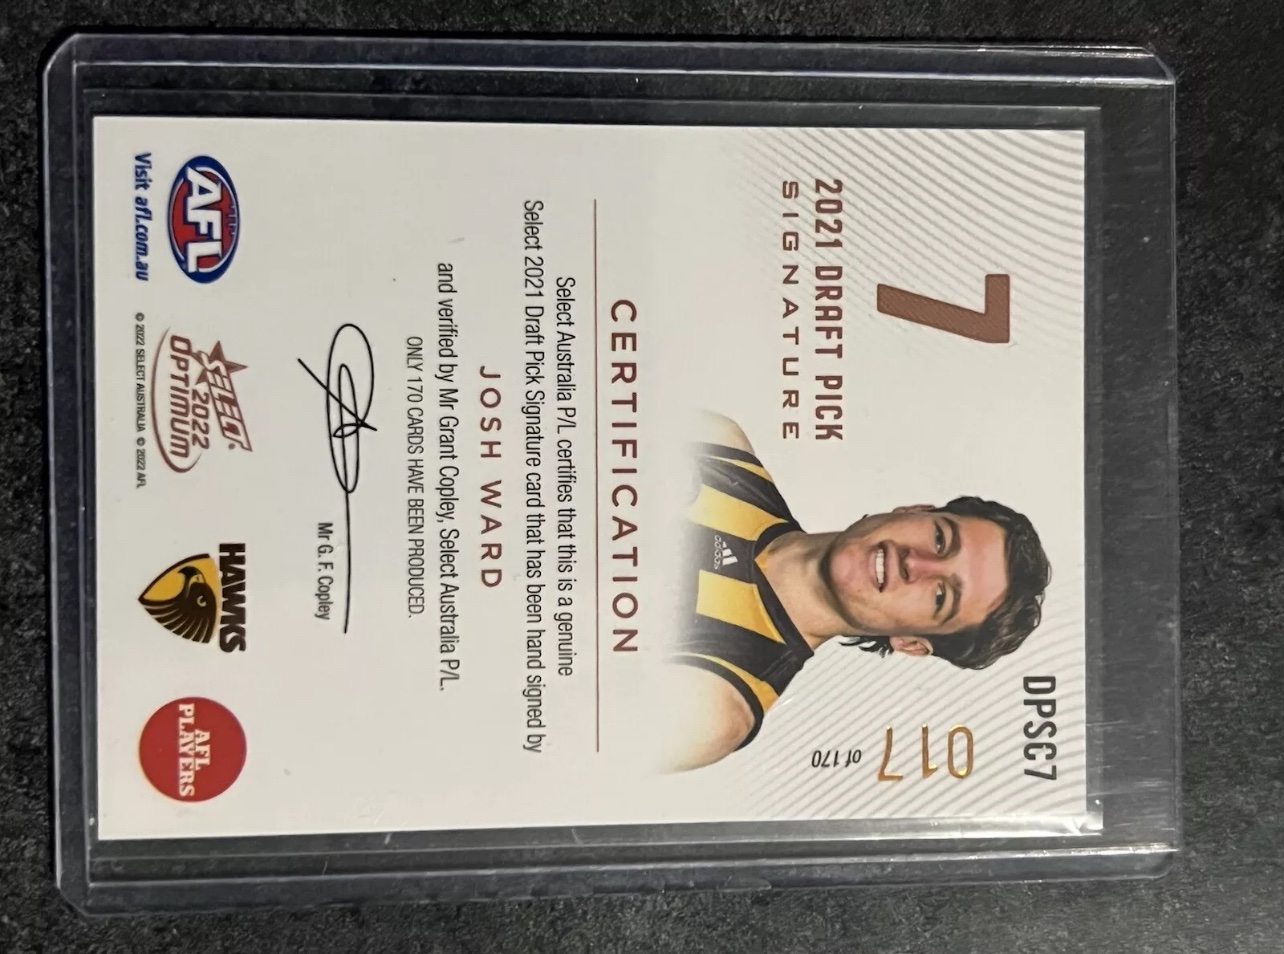 DPSC7
7
2021 DRAFT PICK
SIGNATURE
017
of 170
adidas
CERTIFICATION
Select Australia P/L certifies that this is a genuine
Select 2021 Draft Pick Signature card that has been hand signed by
JOSH WARD
and verified by Mr Grant Copley, Select Australia P/L.
ONLY 170 CARDS HAVE BEEN PRODUCED.
Mr G. F. Copley
AFL
Visit afl.com.au
SELECT
2022
OPTIMUM
© 2022 SELECT AUSTRALIA © 2022 AFL
HAWKS
AFL
PLAYERS